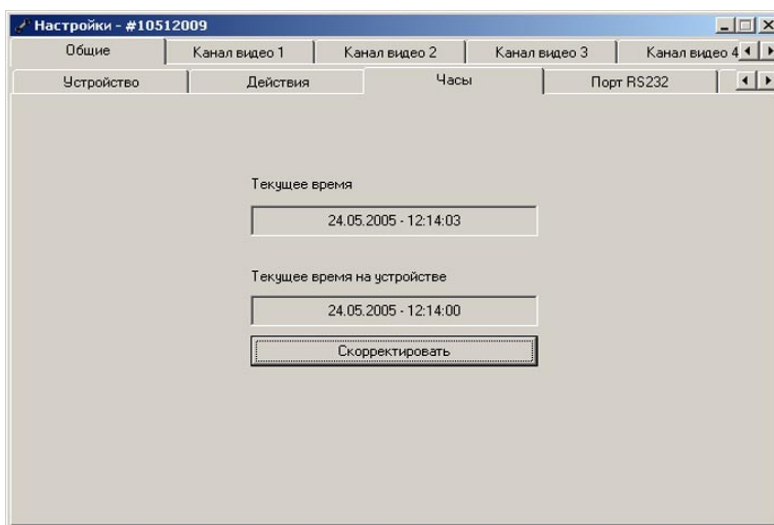 Настройки - #10512009
Общие Канал видео 1 Канал видео 2 Канал видео 3 Канал видео 4
Устройство Действия Часы Порт RS232
Текущее время
24.05.2005 - 12:14:03
Текущее время на устройстве
24.05.2005 - 12:14:00
Скорректировать